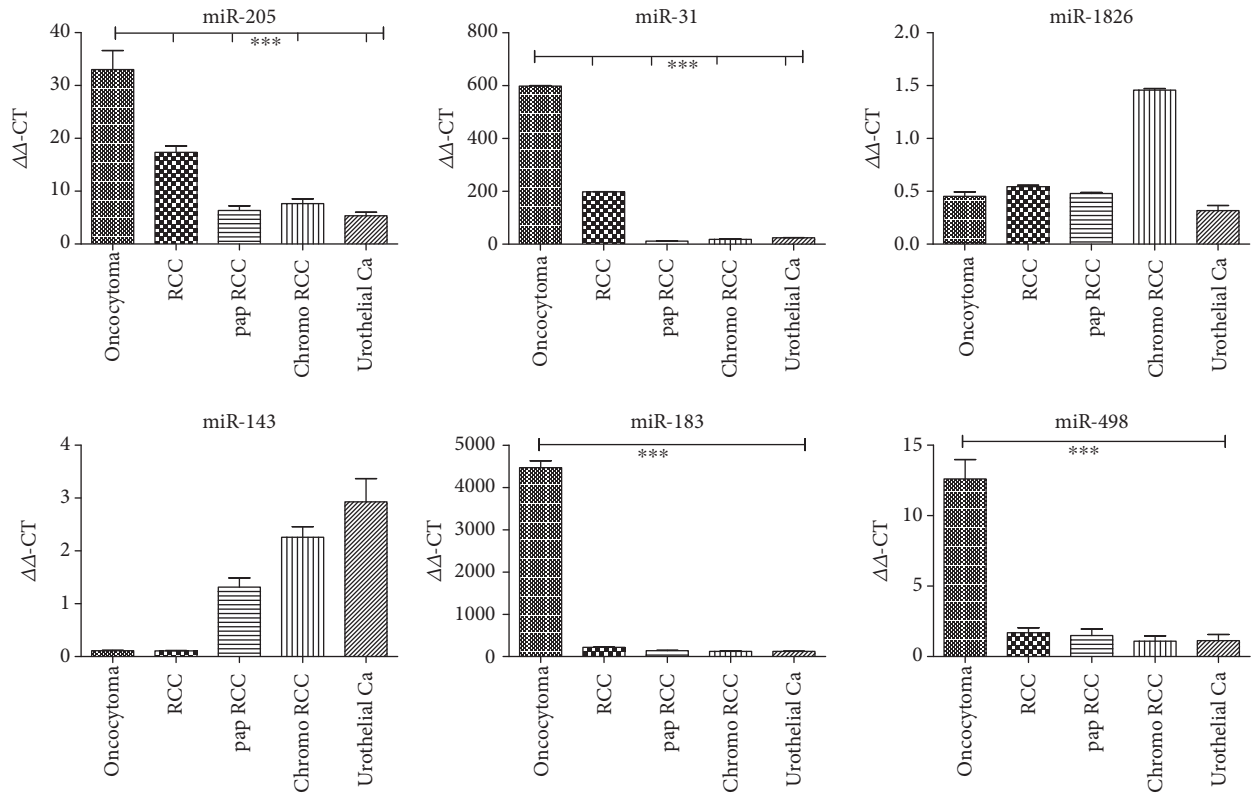 miR-205
40
30
20
10
0
ΔΔ-CT
***
Oncocytoma
RCC
pap RCC
Chromo RCC
Urothelial Ca
miR-31
800
600
400
200
0
ΔΔ-CT
***
Oncocytoma
RCC
pap RCC
Chromo RCC
Urothelial Ca
miR-1826
2.0
1.5
1.0
0.5
0.0
ΔΔ-CT
Oncoytoma
RCC
pap RCC
Chromo RCC
Urothelial Ca
miR-143
4
3
2
1
0
ΔΔ-CT
Oncocytoma
RCC
pap RCC
Chromo RCC
Urothelial Ca
miR-183
5000
4000
3000
2000
1000
0
ΔΔ-CT
***
Oncocytoma
RCC
pap RCC
Chromo RCC
Urothelial Ca
miR-498
15
10
5
0
ΔΔ-CT
***
Oncocytoma
RCC
pap RCC
Chromo RCC
Urothelial Ca